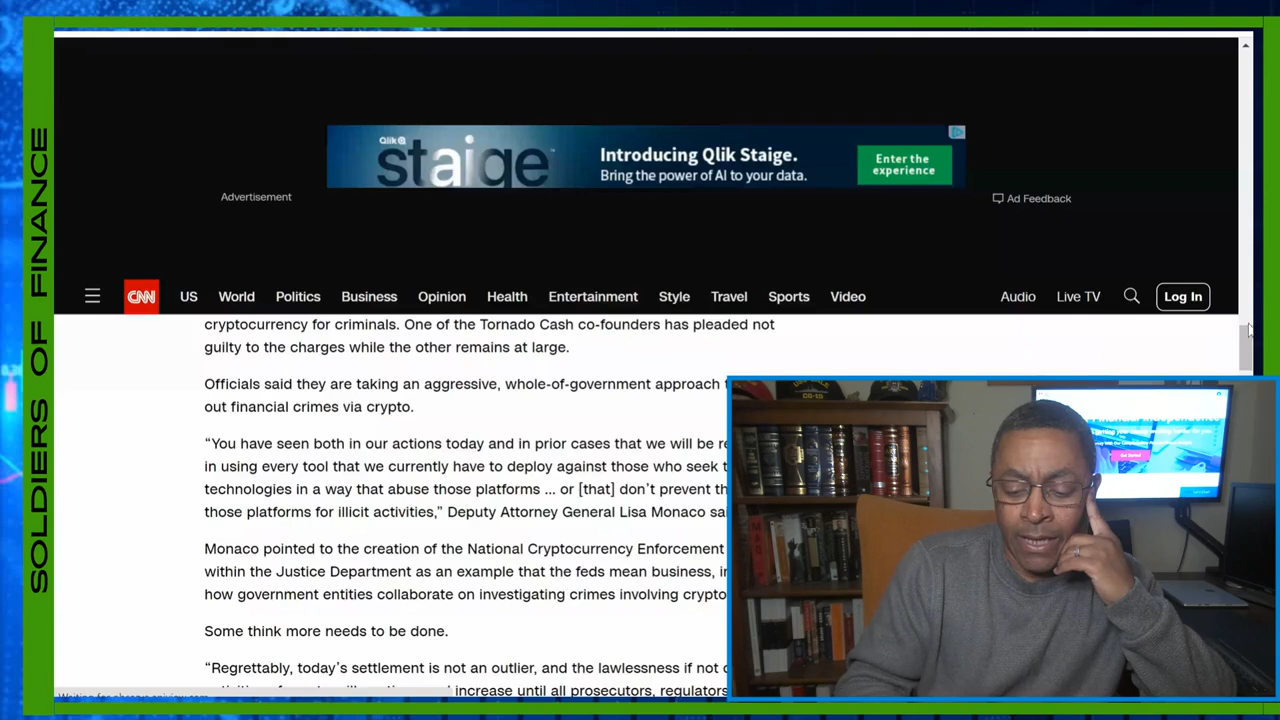 SOLDIERS OF FINANCE
Qlik
staige
Introducing Qlik Staige.
Bring the power of AI to your data.
Enter the
experience
Advertisement
Ad Feedback
CNN US World Politics Business Opinion Health Entertainment Style Travel Sports Video Audio Live TV Log In
cryptocurrency for criminals. One of the Tornado Cash co-founders has pleaded not
guilty to the charges while the other remains at large.
Officials said they are taking an aggressive, whole-of-government approach
out financial crimes via crypto.
“You have seen both in our actions today and in prior cases that we will be
in using every tool that we currently have to deploy against those who seek
technologies in a way that abuse those platforms ... or [that] don’t prevent
those platforms for illicit activities,” Deputy Attorney General Lisa Monaco
Monaco pointed to the creation of the National Cryptocurrency Enforcement
within the Justice Department as an example that the feds mean business,
how government entities collaborate on investigating crimes involving crypto
Some think more needs to be done.
“Regrettably, today’s settlement is not an outlier, and the lawlessness if not
increase until all prosecutors, regulators
Get Started